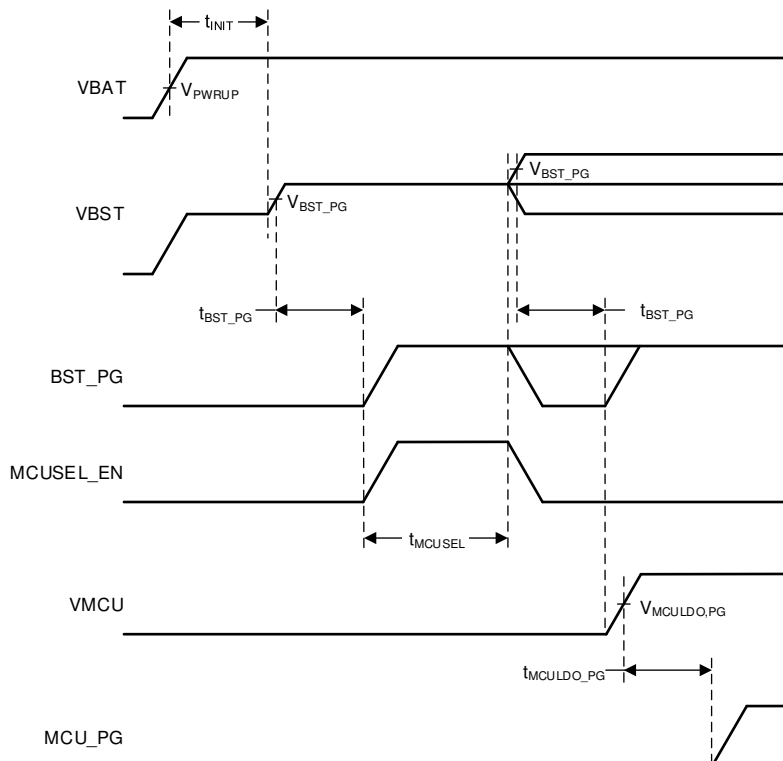 tINIT
VBAT
VPWRUP
VBST_PG
VBST
VBST_PG
tBST_PG
tBST_PG
BST_PG
MCUSEL_EN
tMCUSEL
VMCU
VMCULDO,PG
tMCULDO_PG
MCU_PG